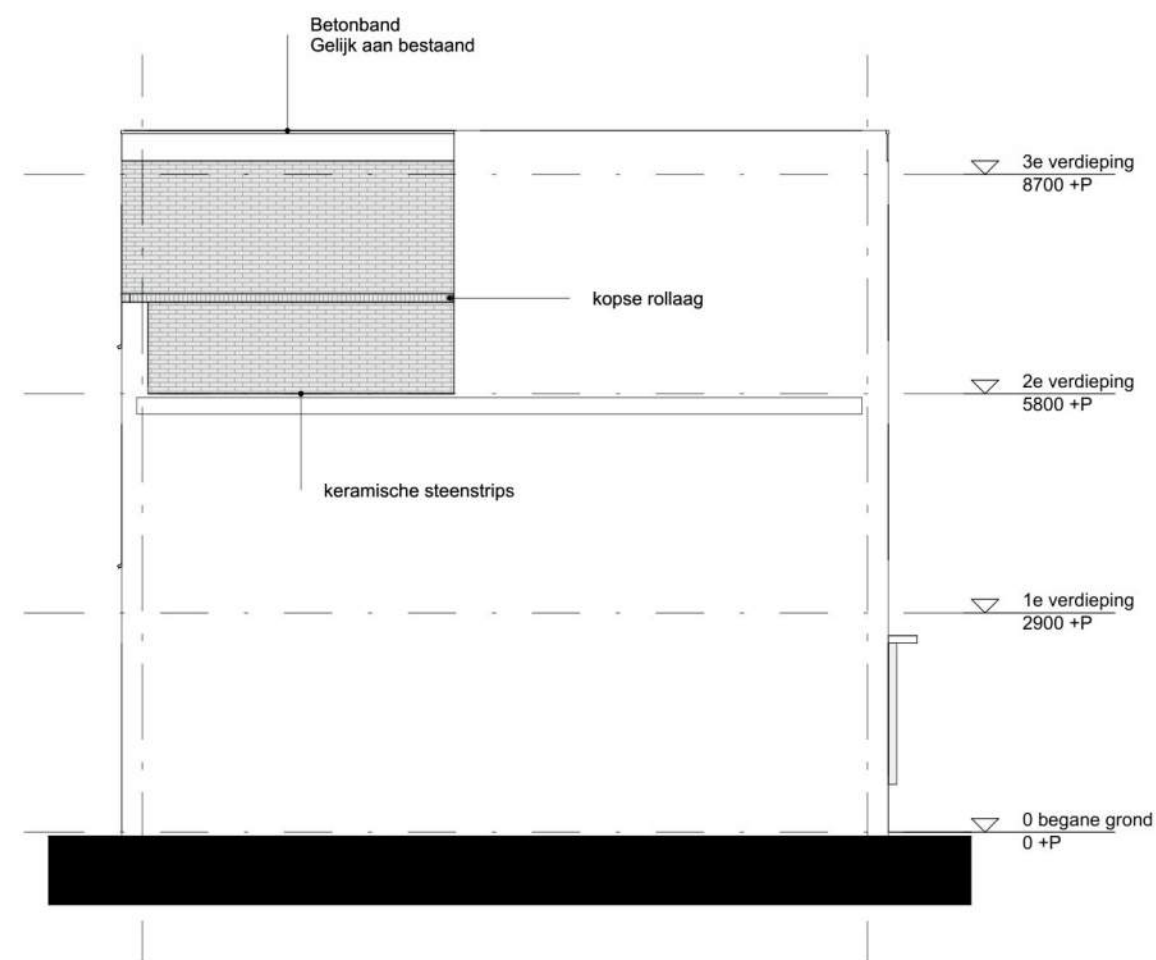 Betonband
Gelijk aan bestaand
3e verdieping
8700 +P
kopse rollaag
2e verdieping
5800 +P
keramische steenstrips
1e verdieping
2900 +P
0 begane grond
0 +P